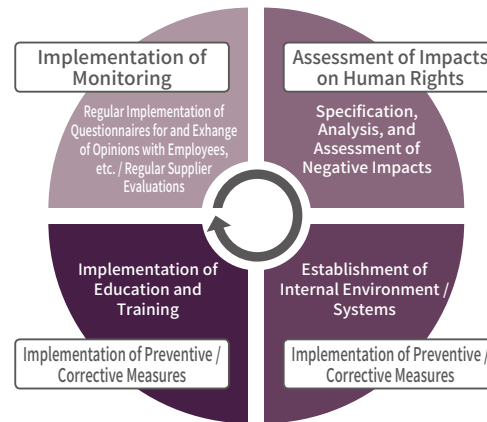 Implementation of
Monitoring
Regular Implementation of
Questionnaires for and Exhange
of Opinions with Employees,
etc. / Regular Supplier
Evaluations
Assessment of Impacts
on Human Rights
Specification,
Analysis, and
Assessment of
Negative Impacts
Implementation of
Education and
Training
Implementation of Preventive /
Corrective Measures
Establishment of
Internal Environment /
Systems
Implementation of Preventive /
Corrective Measures